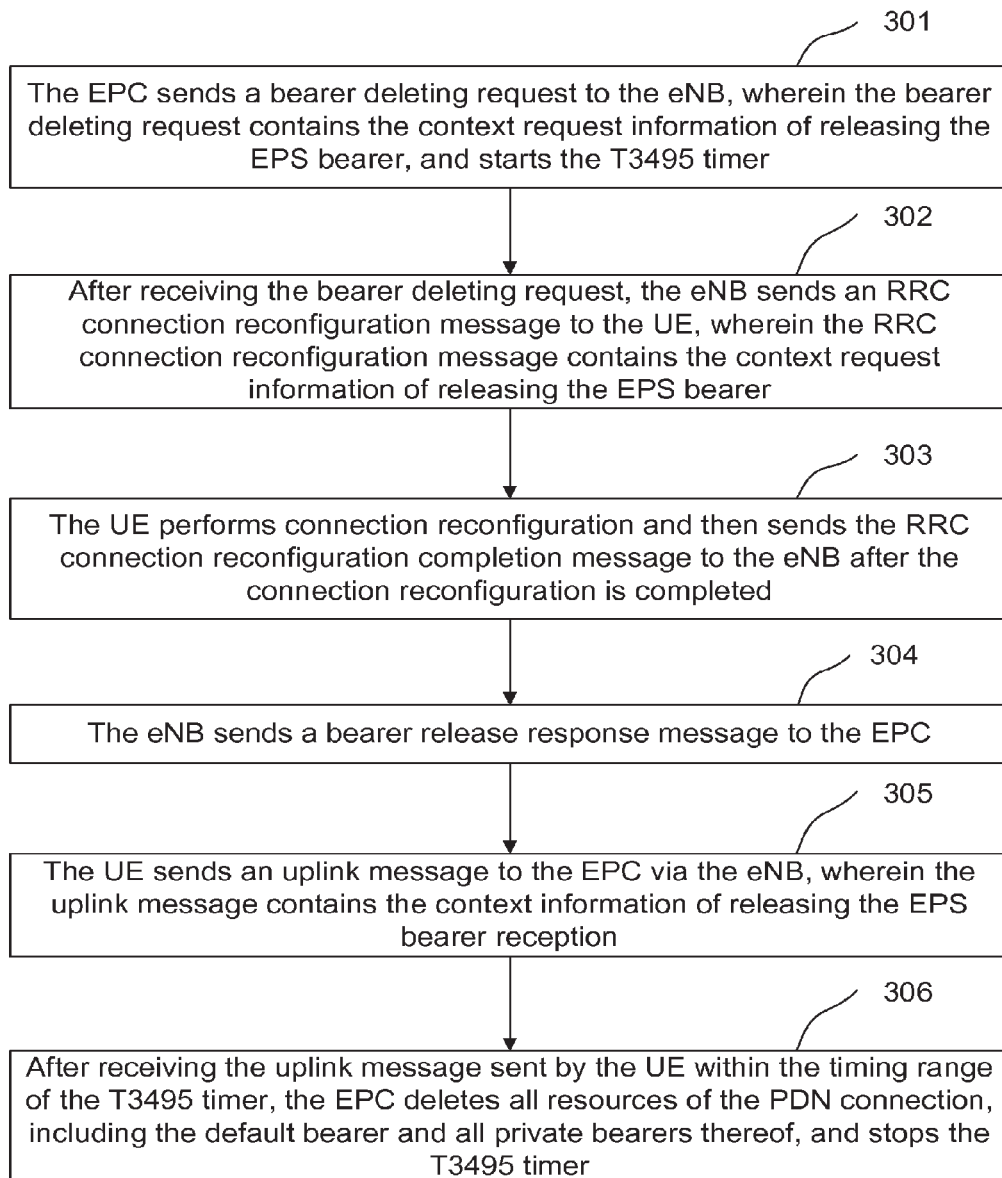 301
The EPC sends a bearer deleting request to the eNB, wherein the bearer
deleting request contains the context request information of releasing the
EPS bearer, and starts the T3495 timer
302
After receiving the bearer deleting request, the eNB sends an RRC
connection reconfiguration message to the UE, wherein the RRC
connection reconfiguration message contains the context request
information of releasing the EPS bearer
303
The UE performs connection reconfiguration and then sends the RRC
connection reconfiguration completion message to the eNB after the
connection reconfiguration is completed
304
The eNB sends a bearer release response message to the EPC
305
The UE sends an uplink message to the EPC via the eNB, wherein the
uplink message contains the context information of releasing the EPS
bearer reception
306
After receiving the uplink message sent by the UE within the timing range
of the T3495 timer, the EPC deletes all resources of the PDN connection,
including the default bearer and all private bearers thereof, and stops the
T3495 timer